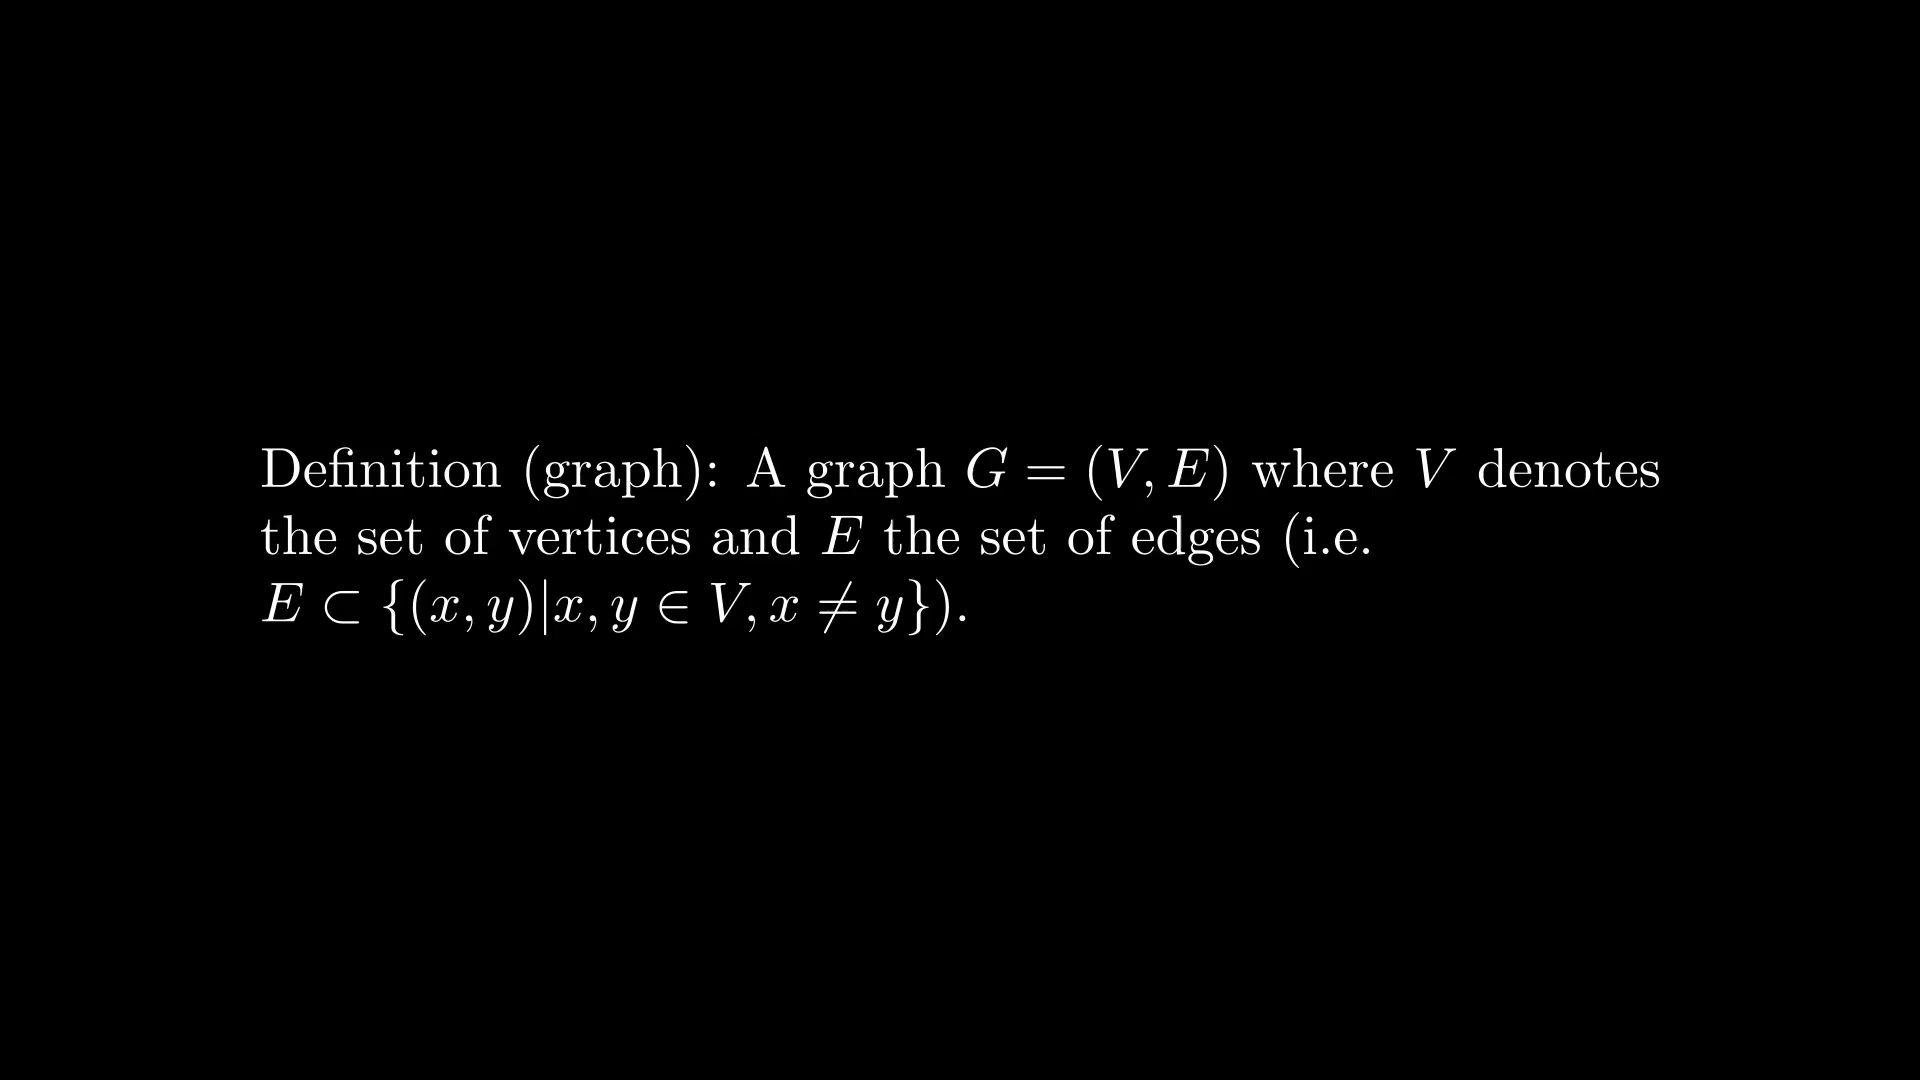 Definition (graph): A graph G = (V, E) where V denotes
the set of vertices and E the set of edges (i.e.
E ⊂ {(x, y)|x, y ∈ V, x ≠ y}).